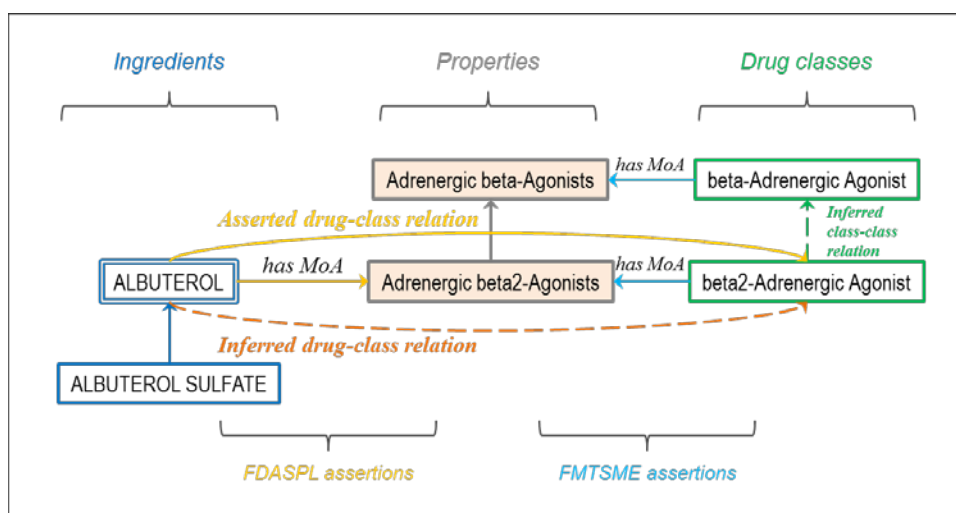 Ingredients
Properties
Drug classes
Adrenergic beta-Agonists
has MoA
beta-Adrenergic Agonist
Asserted drug-class relation
Inferred
class-class
relation
ALBUTEROL
has MoA
Adrenergic beta2-Agonists
has MoA
beta2-Adrenergic Agonist
Inferred drug-class relation
ALBUTEROL SULFATE
FDASPL assertions
FMTSME assertions